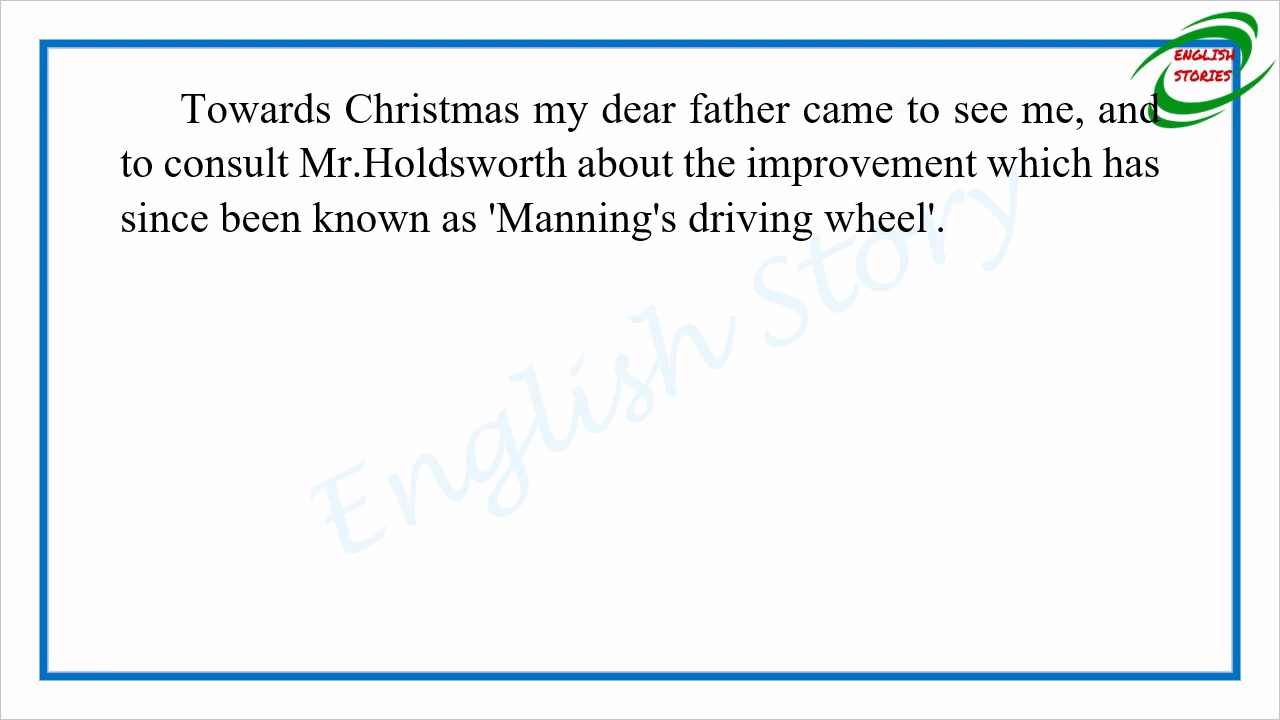 ENGLISH
STORIES
Towards Christmas my dear father came to see me, and
to consult Mr.Holdsworth about the improvement which has
since been known as 'Manning's driving wheel'.
English Story